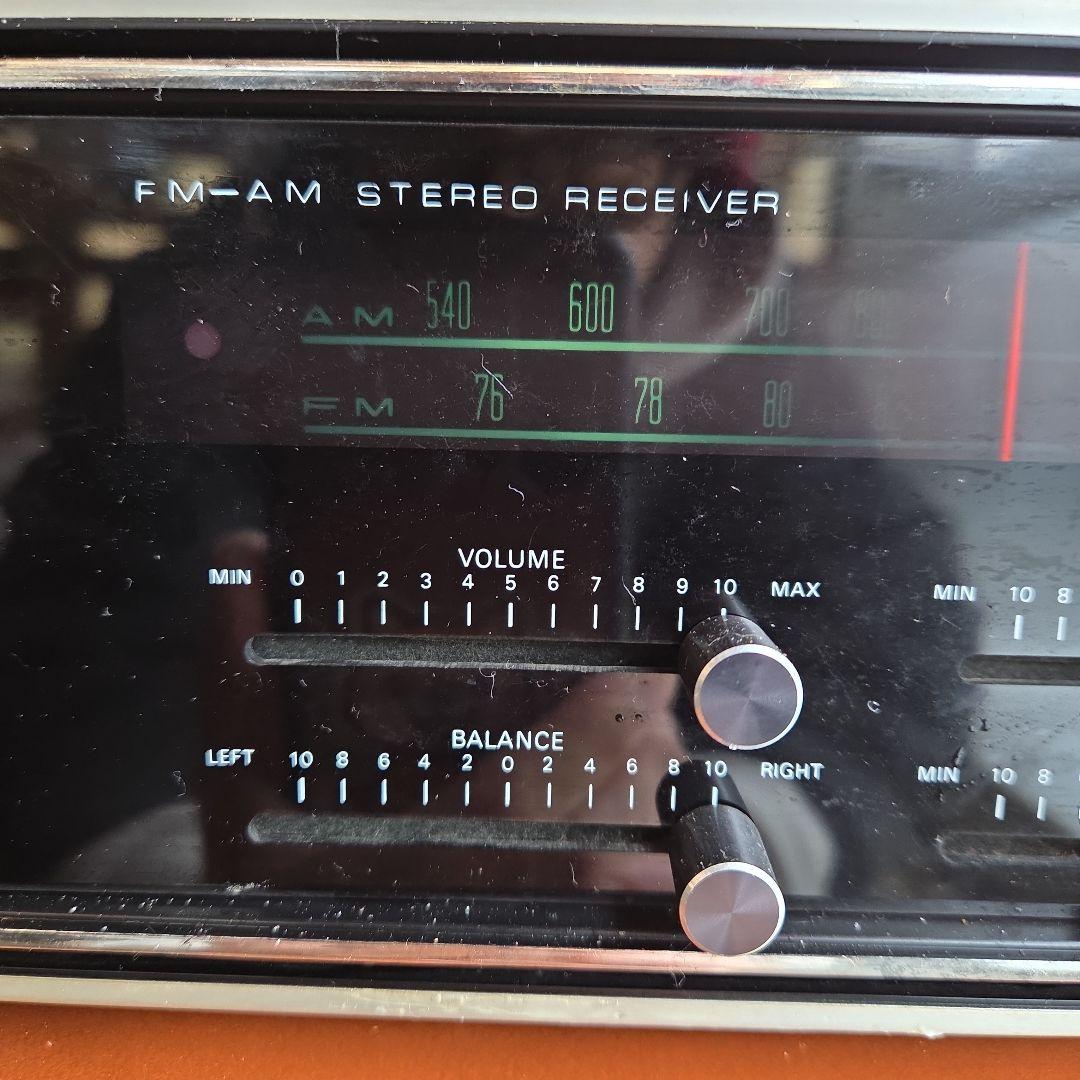 FM–AM STEREO RECEIVER
AM 540 600 700 80
FM 76 78 80
VOLUME
MIN 0 1 2 3 4 5 6 7 8 9 10 MAX
MIN 10 8
BALANCE
LEFT 10 8 6 4 2 0 2 4 6 8 10 RIGHT
MIN 10 8